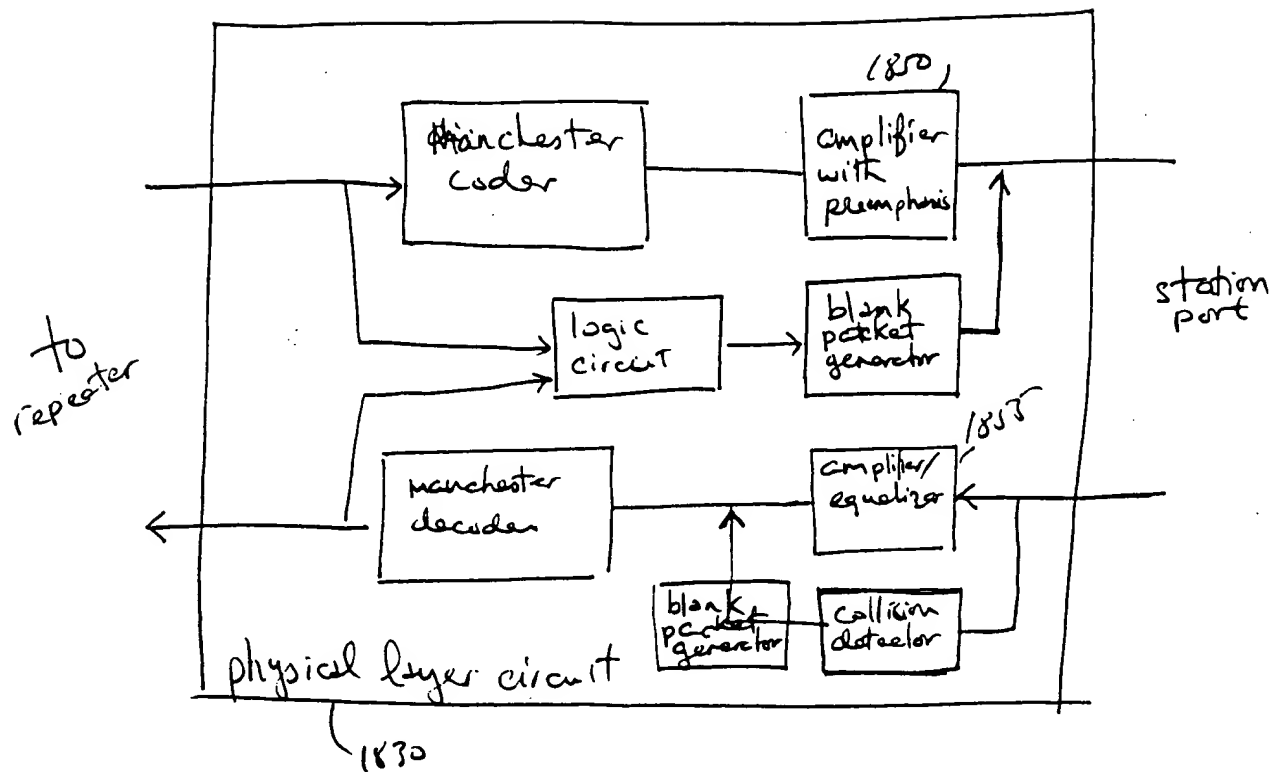 1850
Manchester
coder
amplifier
with
preemphasis
logic
circuit
blank
packet
generator
station
port
to
repeater
1855
manchester
decoder
amplifier/
equalizer
blank
packet
generator
collision
detector
physical layer circuit
1830